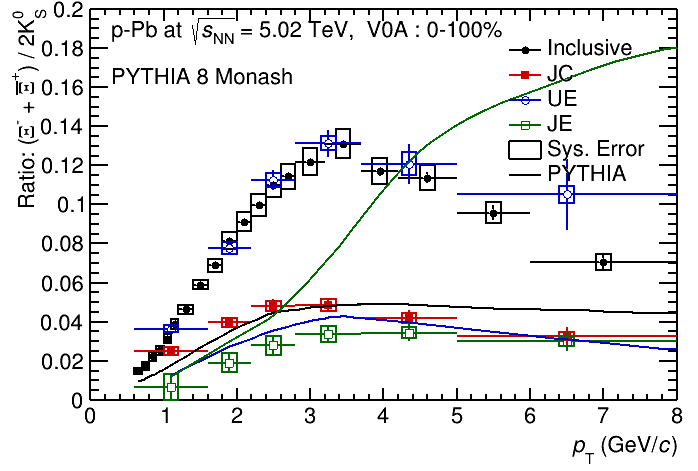 p-Pb at √s_NN = 5.02 TeV, V0A : 0-100%
PYTHIA 8 Monash
Inclusive
JC
UE
JE
Sys. Error
PYTHIA
Ratio: (Ξ⁻ + Ξ̅⁺) / 2K⁰_S
0.2
0.18
0.16
0.14
0.12
0.1
0.08
0.06
0.04
0.02
0
0 1 2 3 4 5 6 7 8
p_T (GeV/c)